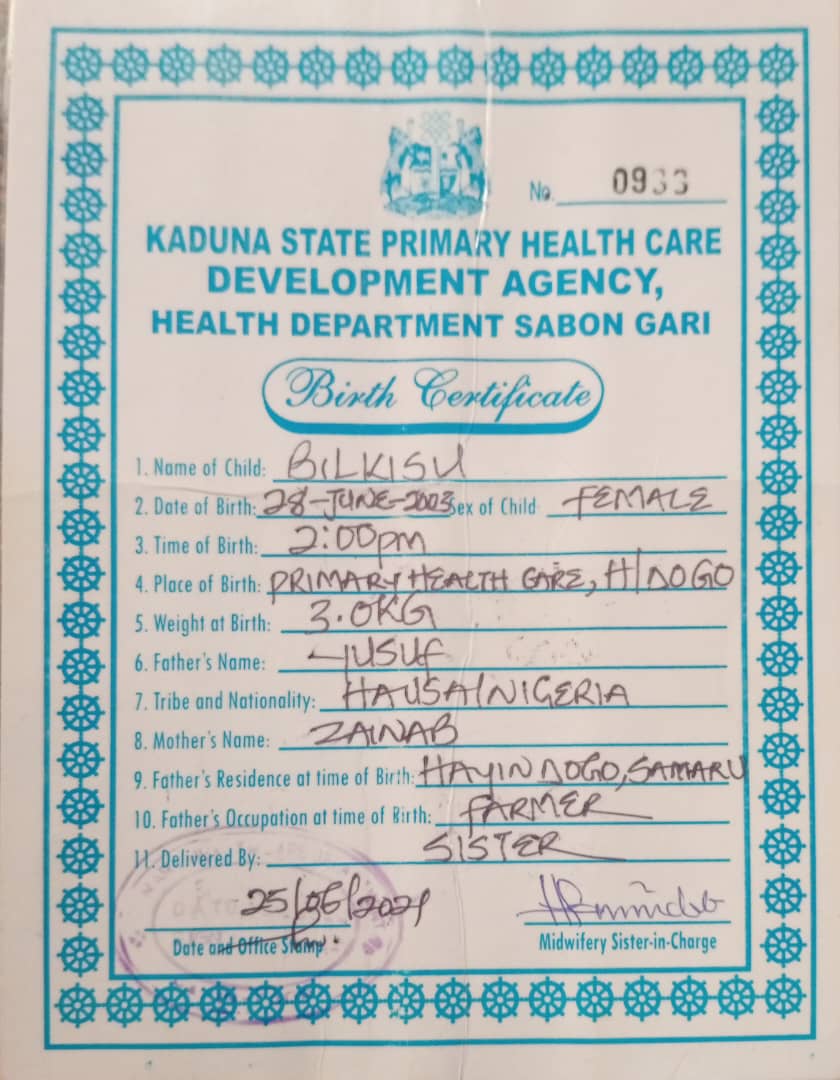 No. 0933
KADUNA STATE PRIMARY HEALTH CARE
DEVELOPMENT AGENCY,
HEALTH DEPARTMENT SABON GARI
Birth Certificate
1. Name of Child: BILKISU
2. Date of Birth: 28-JUNE-2003 Sex of Child FEMALE
3. Time of Birth: 2:00pm
4. Place of Birth: PRIMARY HEALTH CARE, H/DOGO
5. Weight at Birth: 3.0KG
6. Father's Name: YUSUF
7. Tribe and Nationality: HAUSA/NIGERIA
8. Mother's Name: ZAINAB
9. Father's Residence at time of Birth: HAYIN DOGO, SAMARU
10. Father's Occupation at time of Birth: FARMER
11. Delivered By: SISTER
25/06/2021
Date and Office Stamp
Midwifery Sister-in-Charge